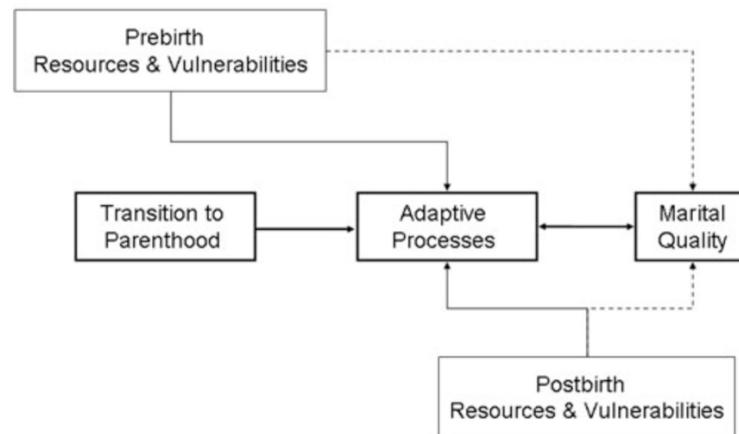 Prebirth
Resources & Vulnerabilities
Transition to
Parenthood
Adaptive
Processes
Marital
Quality
Postbirth
Resources & Vulnerabilities